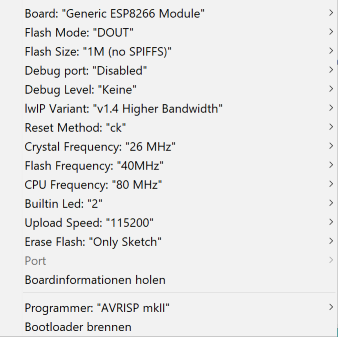 Board: "Generic ESP8266 Module"
Flash Mode: "DOUT"
Flash Size: "1M (no SPIFFS)"
Debug port: "Disabled"
Debug Level: "Keine"
lwIP Variant: "v1.4 Higher Bandwidth"
Reset Method: "ck"
Crystal Frequency: "26 MHz"
Flash Frequency: "40MHz"
CPU Frequency: "80 MHz"
Builtin Led: "2"
Upload Speed: "115200"
Erase Flash: "Only Sketch"
Port
Boardinformationen holen
Programmer: "AVRISP mkII"
Bootloader brennen